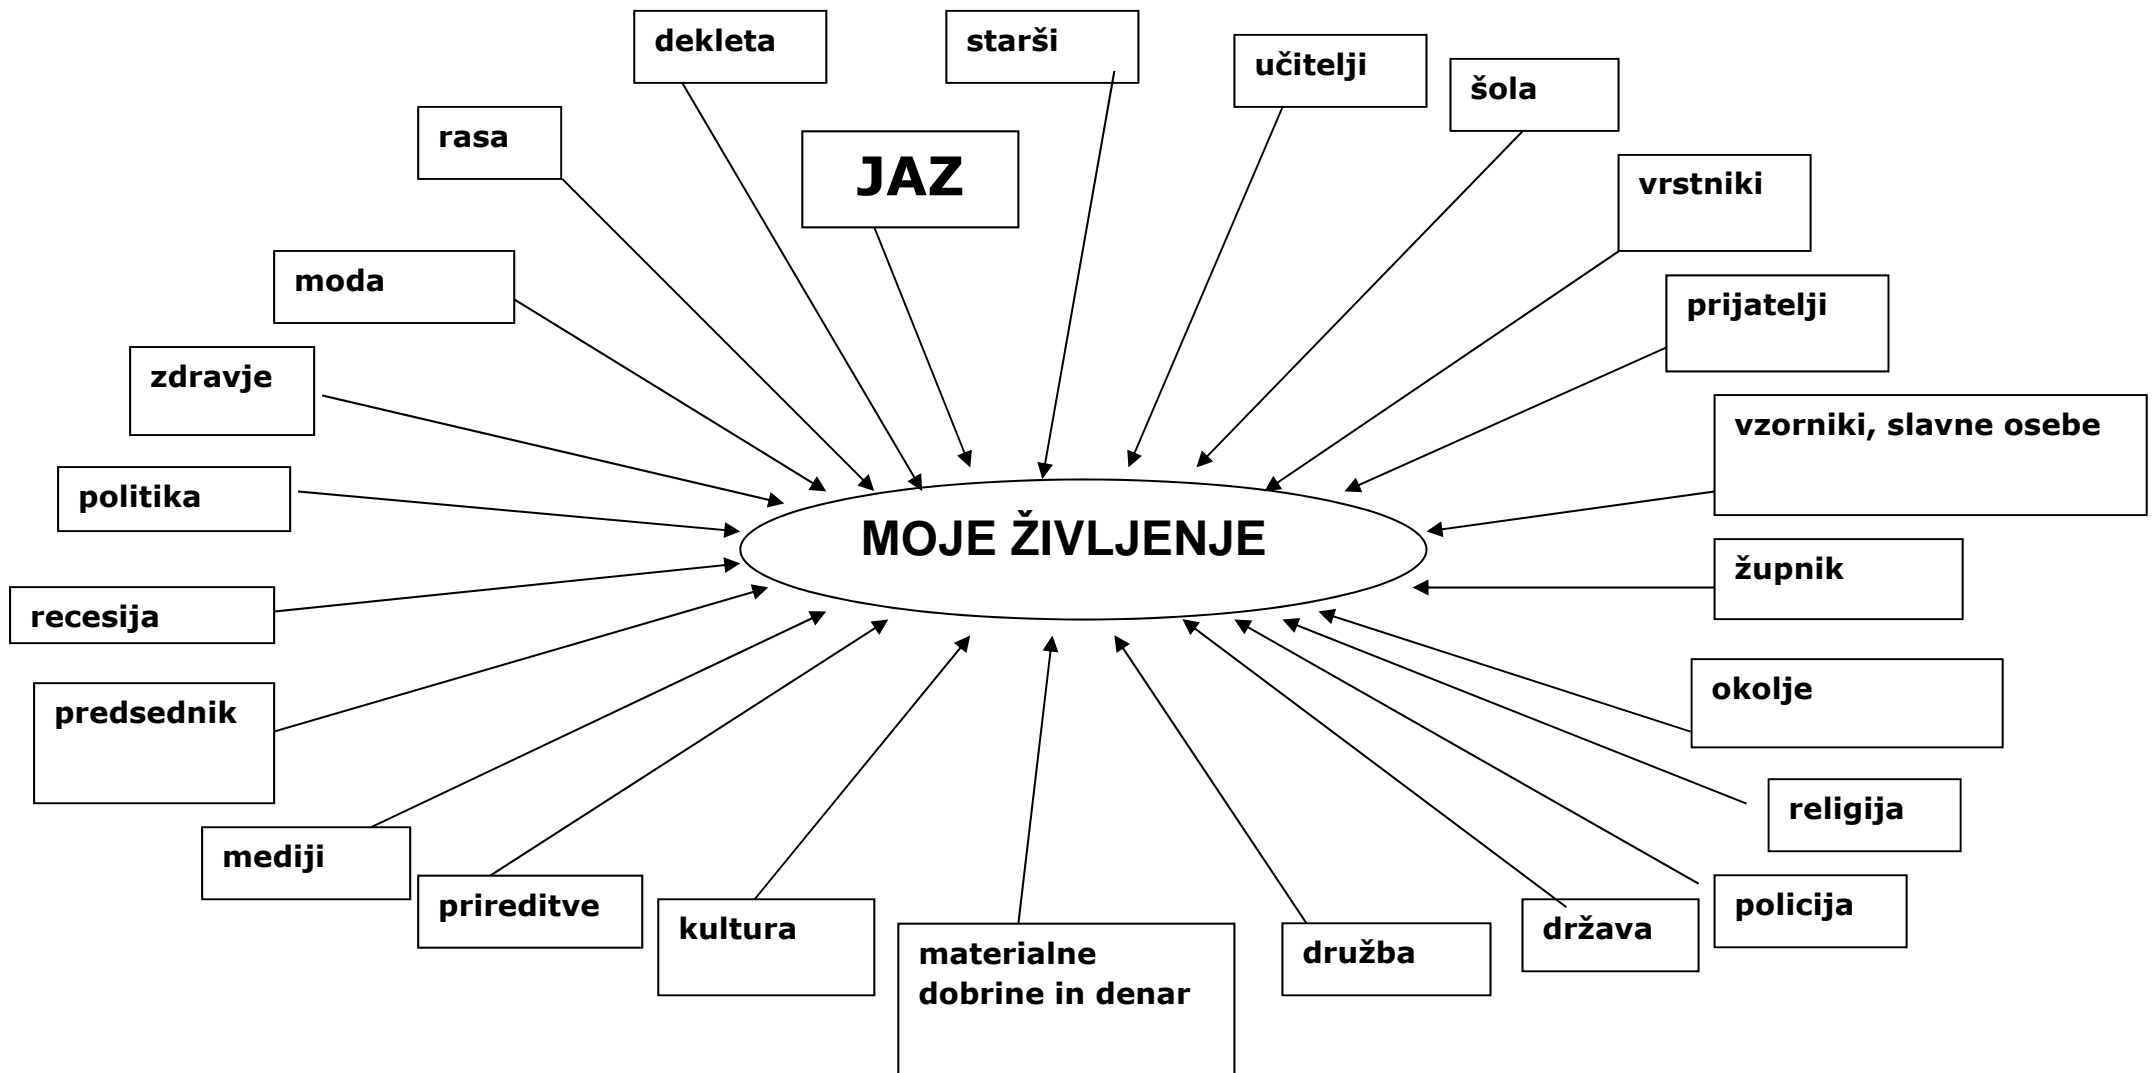 dekleta
starši
učitelji
šola
rasa
JAZ
vrstniki
moda
prijatelji
zdravje
vzorniki, slavne osebe
politika
MOJE ŽIVLJENJE
župnik
recesija
okolje
predsednik
religija
mediji
prireditve
kultura
materialne
dobrine in denar
družba
država
policija